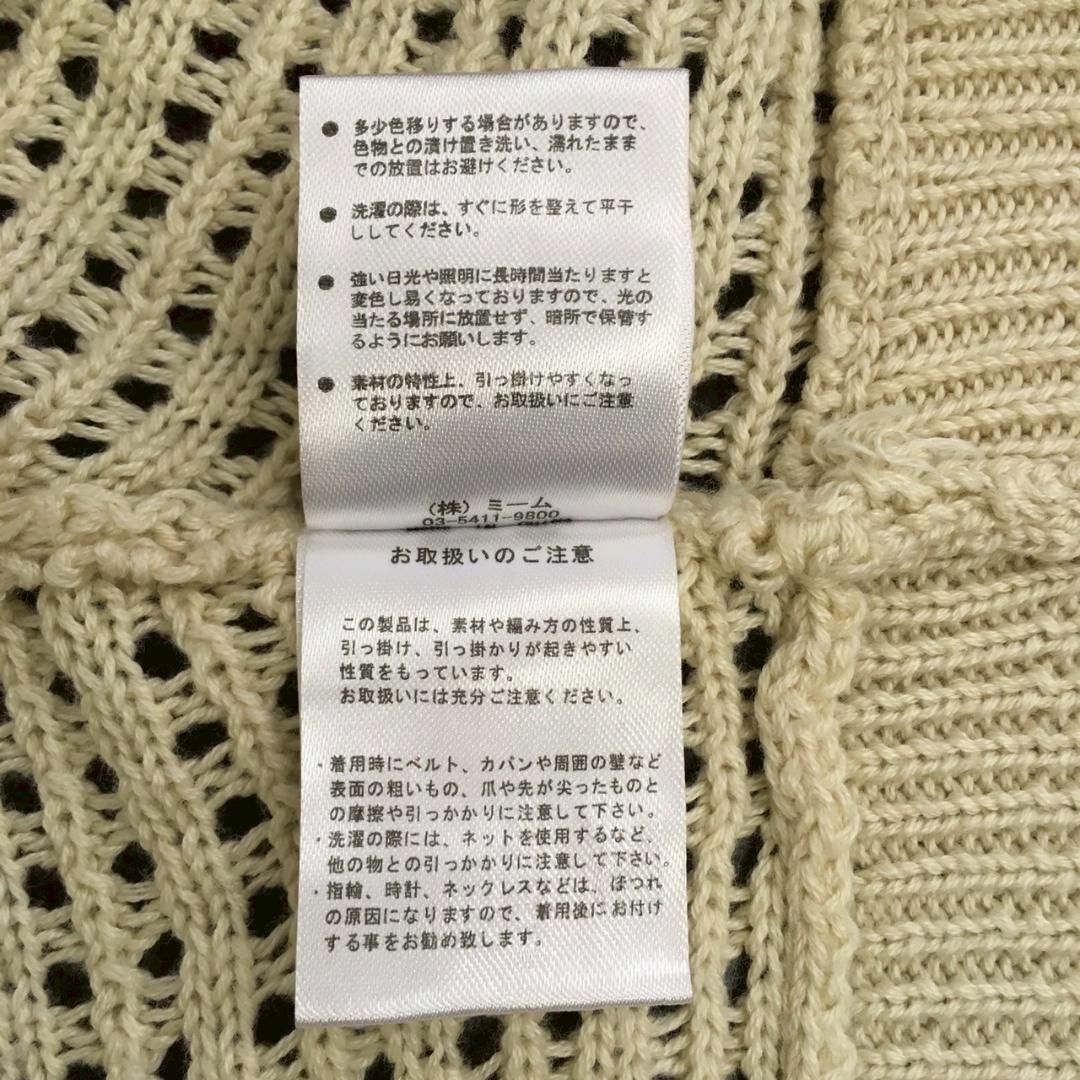 ● 多少色移りする場合がありますので、
色物との漬け置き洗い、濡れたまま
での放置はお避けください。
● 洗濯の際は、すぐに形を整えて平干
ししてください。
● 強い日光や照明に長時間当たりますと
変色し易くなっておりますので、光の
当たる場所に放置せず、暗所で保管す
るようにお願いします。
● 素材の特性上、引っ掛けやすくなっ
ておりますので、お取扱いにご注意
ください。
(株) ミーム
03-5411-9800
お取扱いのご注意
この製品は、素材や編み方の性質上、
引っ掛け、引っ掛かりが起きやすい
性質をもっています。
お取扱いには充分ご注意ください。
・着用時にベルト、カバンや周囲の壁など
表面の粗いもの、爪や先が尖ったものと
の摩擦や引っかかりに注意して下さい。
・洗濯の際には、ネットを使用するなど、
他の物との引っかかりに注意して下さい。
・指輪、時計、ネックレスなどは、ほつれ
の原因になりますので、着用後にお付け
する事をお勧め致します。